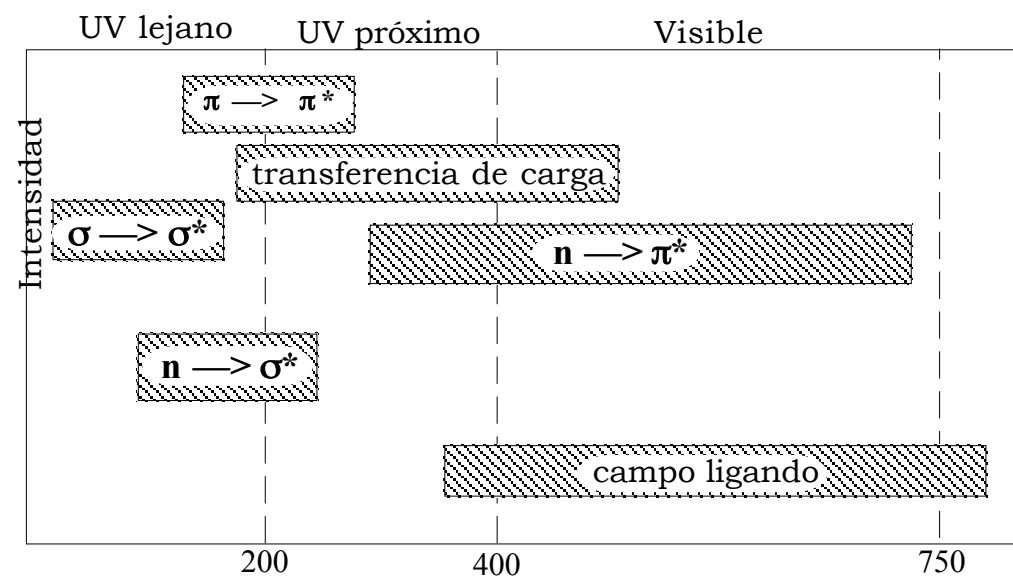 UV lejano
UV próximo
Visible
Intensidad
π —> π*
transferencia de carga
σ —> σ*
n —> π*
n —> σ*
campo ligando
200
400
750